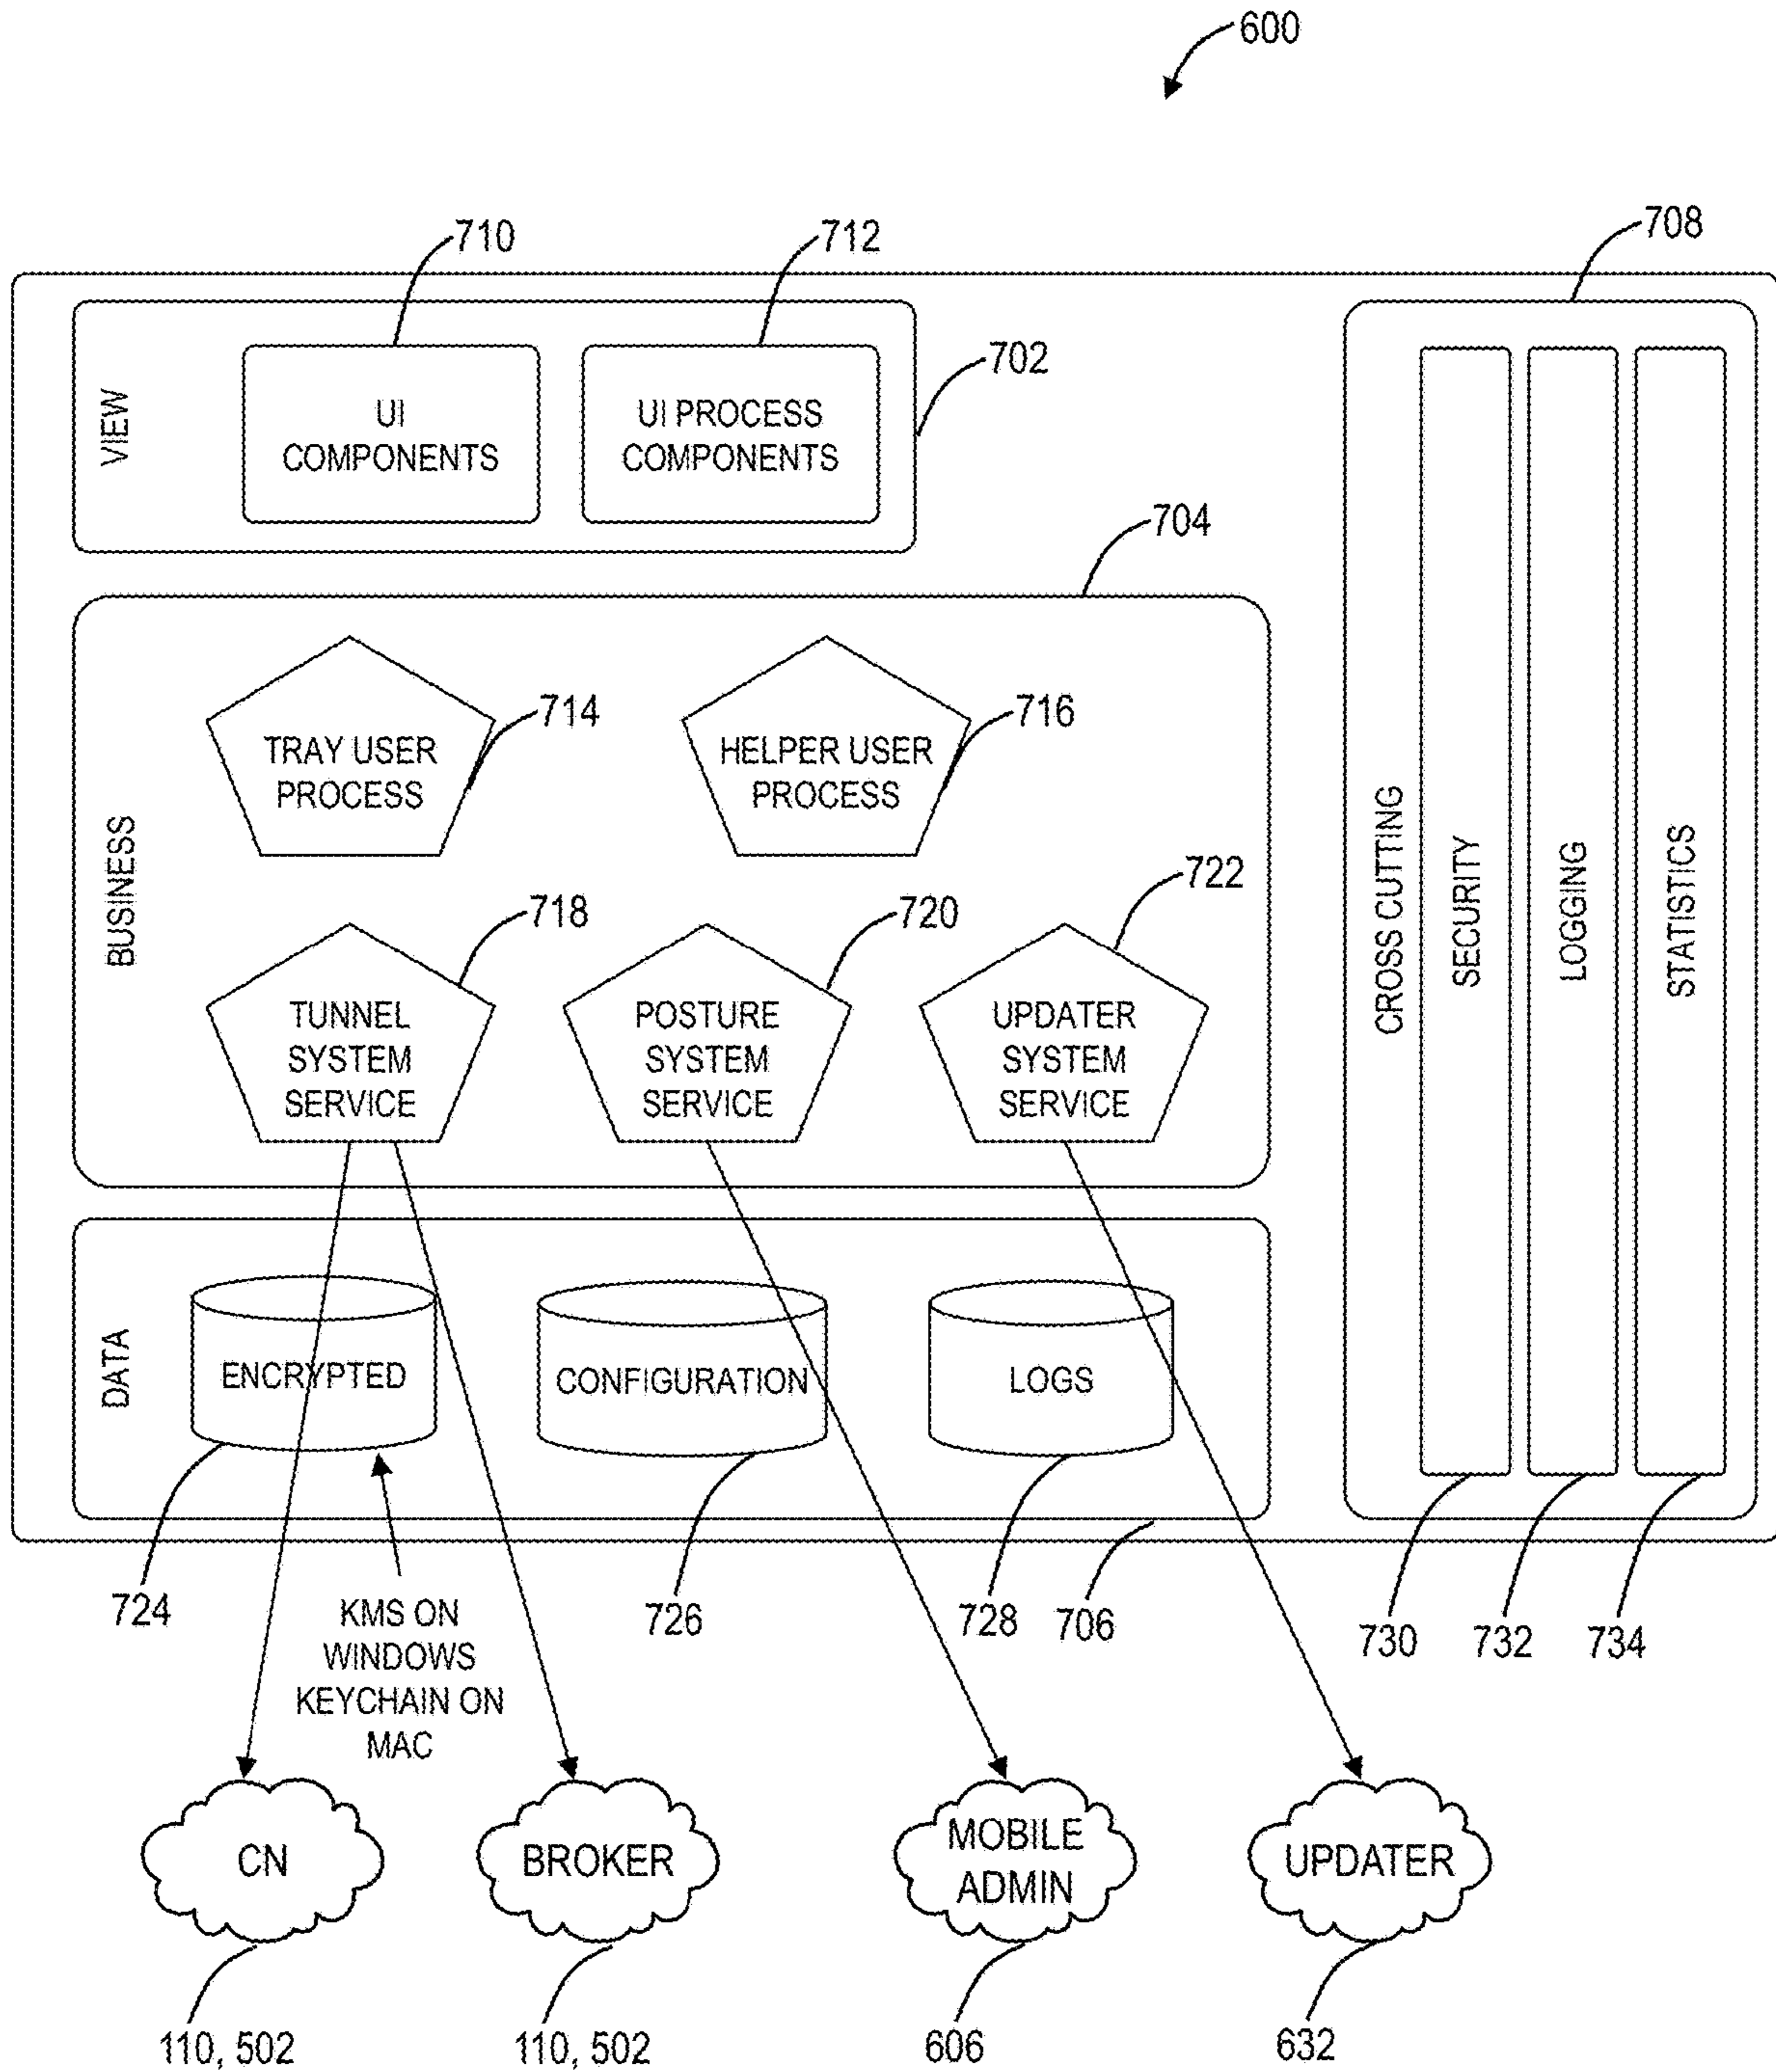 600
710
712
708
VIEW
UI
COMPONENTS
UI PROCESS
COMPONENTS
702
704
BUSINESS
TRAY USER
PROCESS
714
HELPER USER
PROCESS
716
TUNNEL
SYSTEM
SERVICE
718
POSTURE
SYSTEM
SERVICE
720
UPDATER
SYSTEM
SERVICE
722
CROSS CUTTING
SECURITY
LOGGING
STATISTICS
DATA
ENCRYPTED
CONFIGURATION
LOGS
724
KMS ON
WINDOWS
KEYCHAIN ON
MAC
726
728
706
730
732
734
CN
BROKER
MOBILE
ADMIN
UPDATER
110, 502
110, 502
606
632